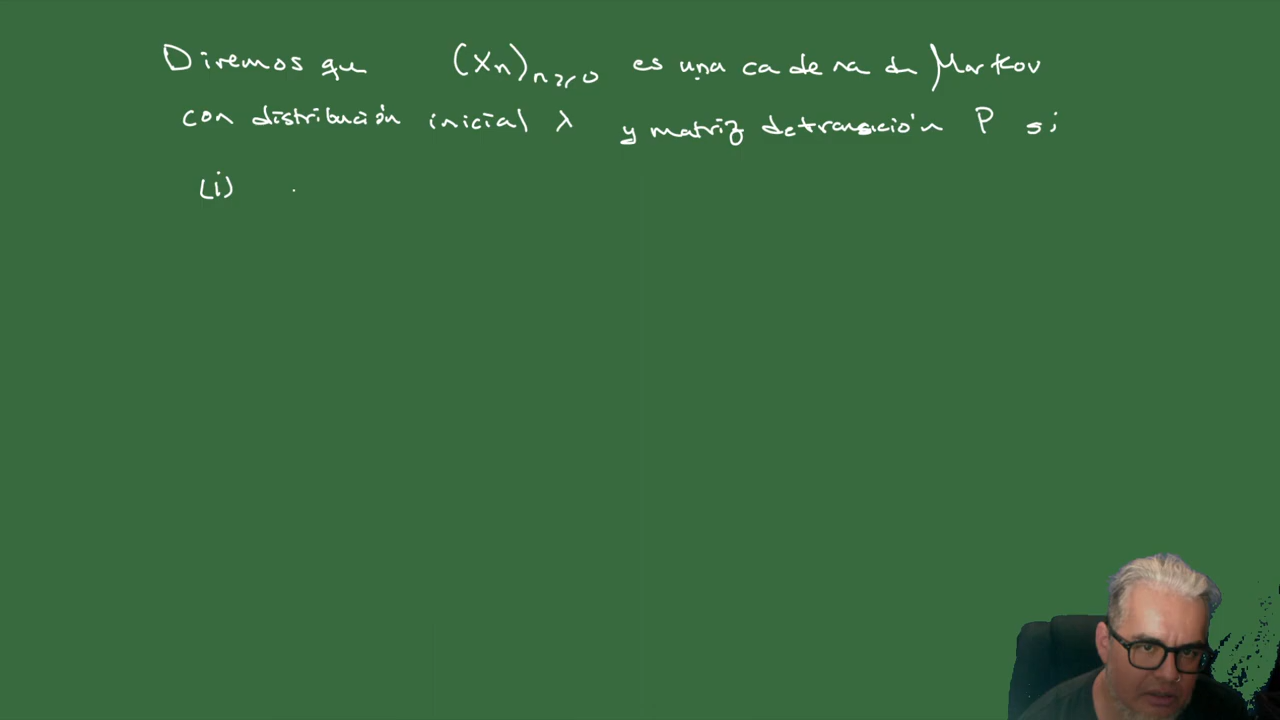 Diremos que (Xn)n≥0 es una cadena de Markov
con distribución inicial λ y matriz de transición P si
(i)